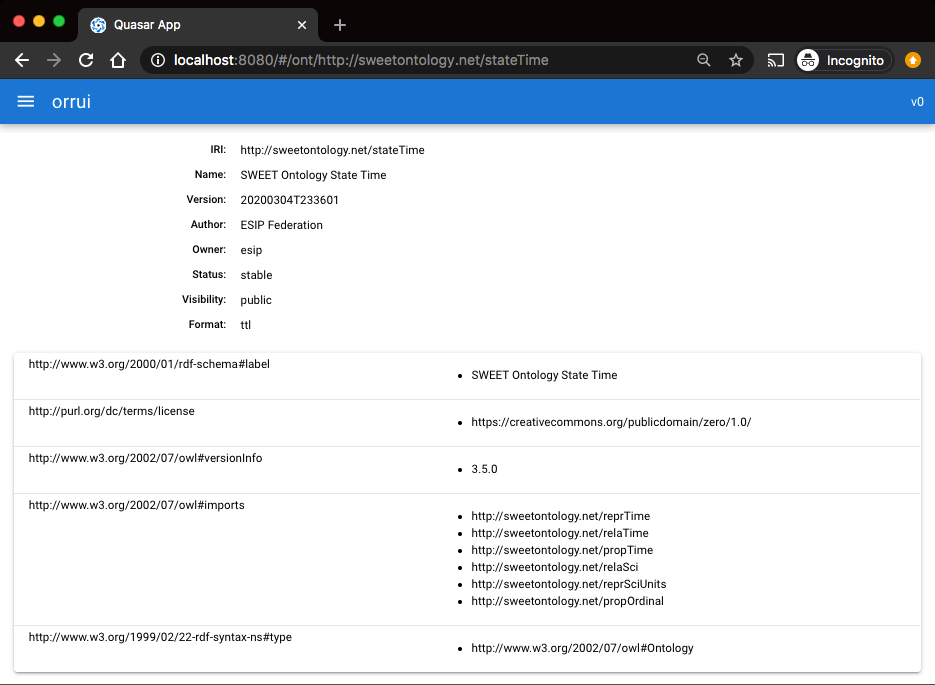 Quasar App
localhost:8080/#/ont/http://sweetontology.net/stateTime
Incognito
orrui
v0
IRI: http://sweetontology.net/stateTime
Name: SWEET Ontology State Time
Version: 20200304T233601
Author: ESIP Federation
Owner: esip
Status: stable
Visibility: public
Format: ttl
http://www.w3.org/2000/01/rdf-schema#label
• SWEET Ontology State Time
http://purl.org/dc/terms/license
• https://creativecommons.org/publicdomain/zero/1.0/
http://www.w3.org/2002/07/owl#versionInfo
• 3.5.0
http://www.w3.org/2002/07/owl#imports
• http://sweetontology.net/reprTime
• http://sweetontology.net/relaTime
• http://sweetontology.net/propTime
• http://sweetontology.net/relaSci
• http://sweetontology.net/reprSciUnits
• http://sweetontology.net/propOrdinal
http://www.w3.org/1999/02/22-rdf-syntax-ns#type
• http://www.w3.org/2002/07/owl#Ontology